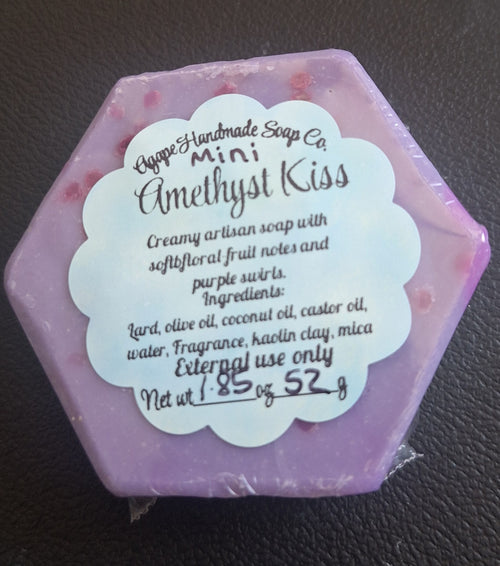 Agape Handmade Soap Co.
Mini
Amethyst Kiss
Creamy artisan soap with
softbfloral fruit notes and
purple swirls.
Ingredients:
Lard, olive oil, coconut oil, castor oil,
water, Fragrance, kaolin clay, mica
External use only
Net wt 1.85 oz 52 g